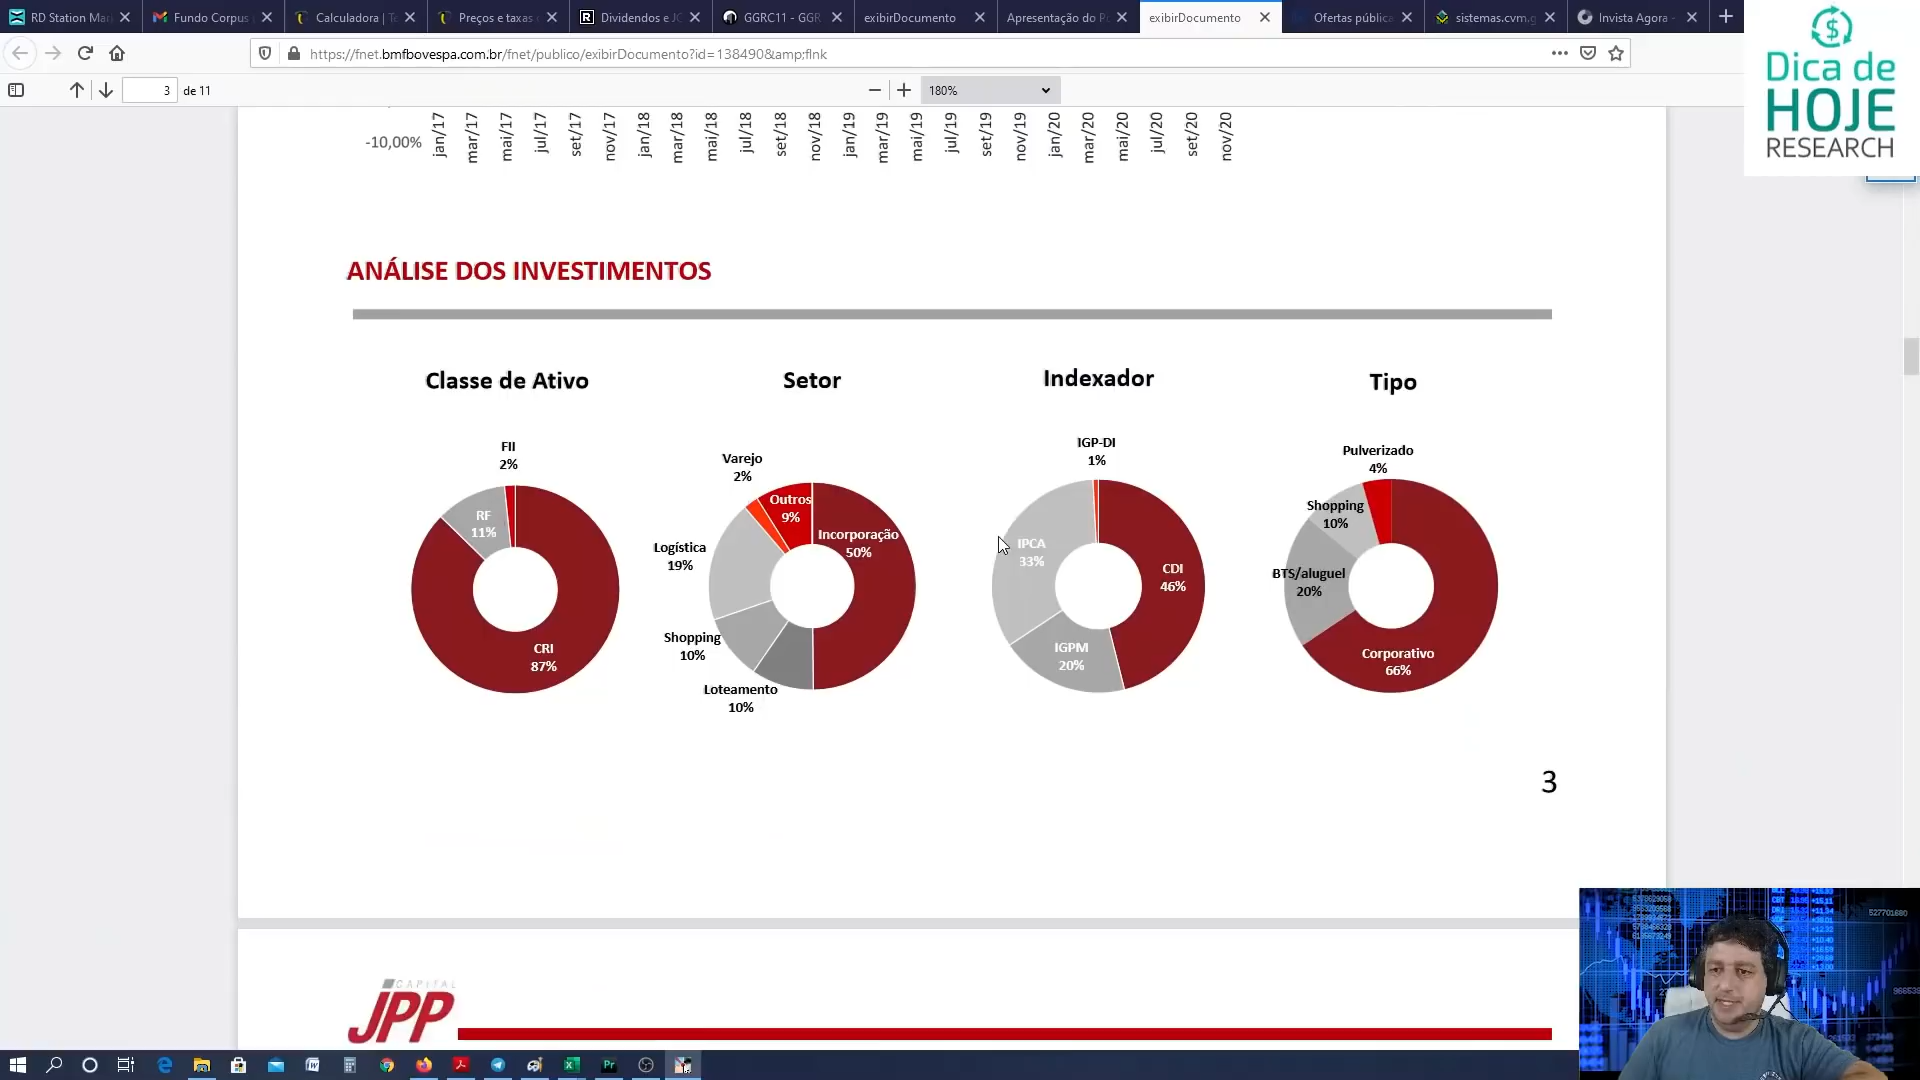 RD Station Mar
Fundo Corpus
Calculadora | Te
Preços e taxas
Dividendos e JC
GGRC11 - GGR
exibirDocumento
Apresentação do P
exibirDocumento
Ofertas pública
sistemas.cvm.g
Invista Agora -
https://fnet.bmfbovespa.com.br/fnet/publico/exibirDocumento?id=138490&amp;flnk
3 de 11
180%
Dica de
HOJE
RESEARCH
-10,00%
jan/17
mar/17
mai/17
jul/17
set/17
nov/17
jan/18
mar/18
mai/18
jul/18
set/18
nov/18
jan/19
mar/19
mai/19
jul/19
set/19
nov/19
jan/20
mar/20
mai/20
jul/20
set/20
nov/20
ANÁLISE DOS INVESTIMENTOS
Classe de Ativo
FII
2%
RF
11%
CRI
87%
Setor
Varejo
2%
Outros
9%
Incorporação
50%
Logística
19%
Shopping
10%
Loteamento
10%
Indexador
IGP-DI
1%
IPCA
33%
CDI
46%
IGPM
20%
Tipo
Pulverizado
4%
Shopping
10%
BTS/aluguel
20%
Corporativo
66%
3
CAPITAL
JPP
527701680